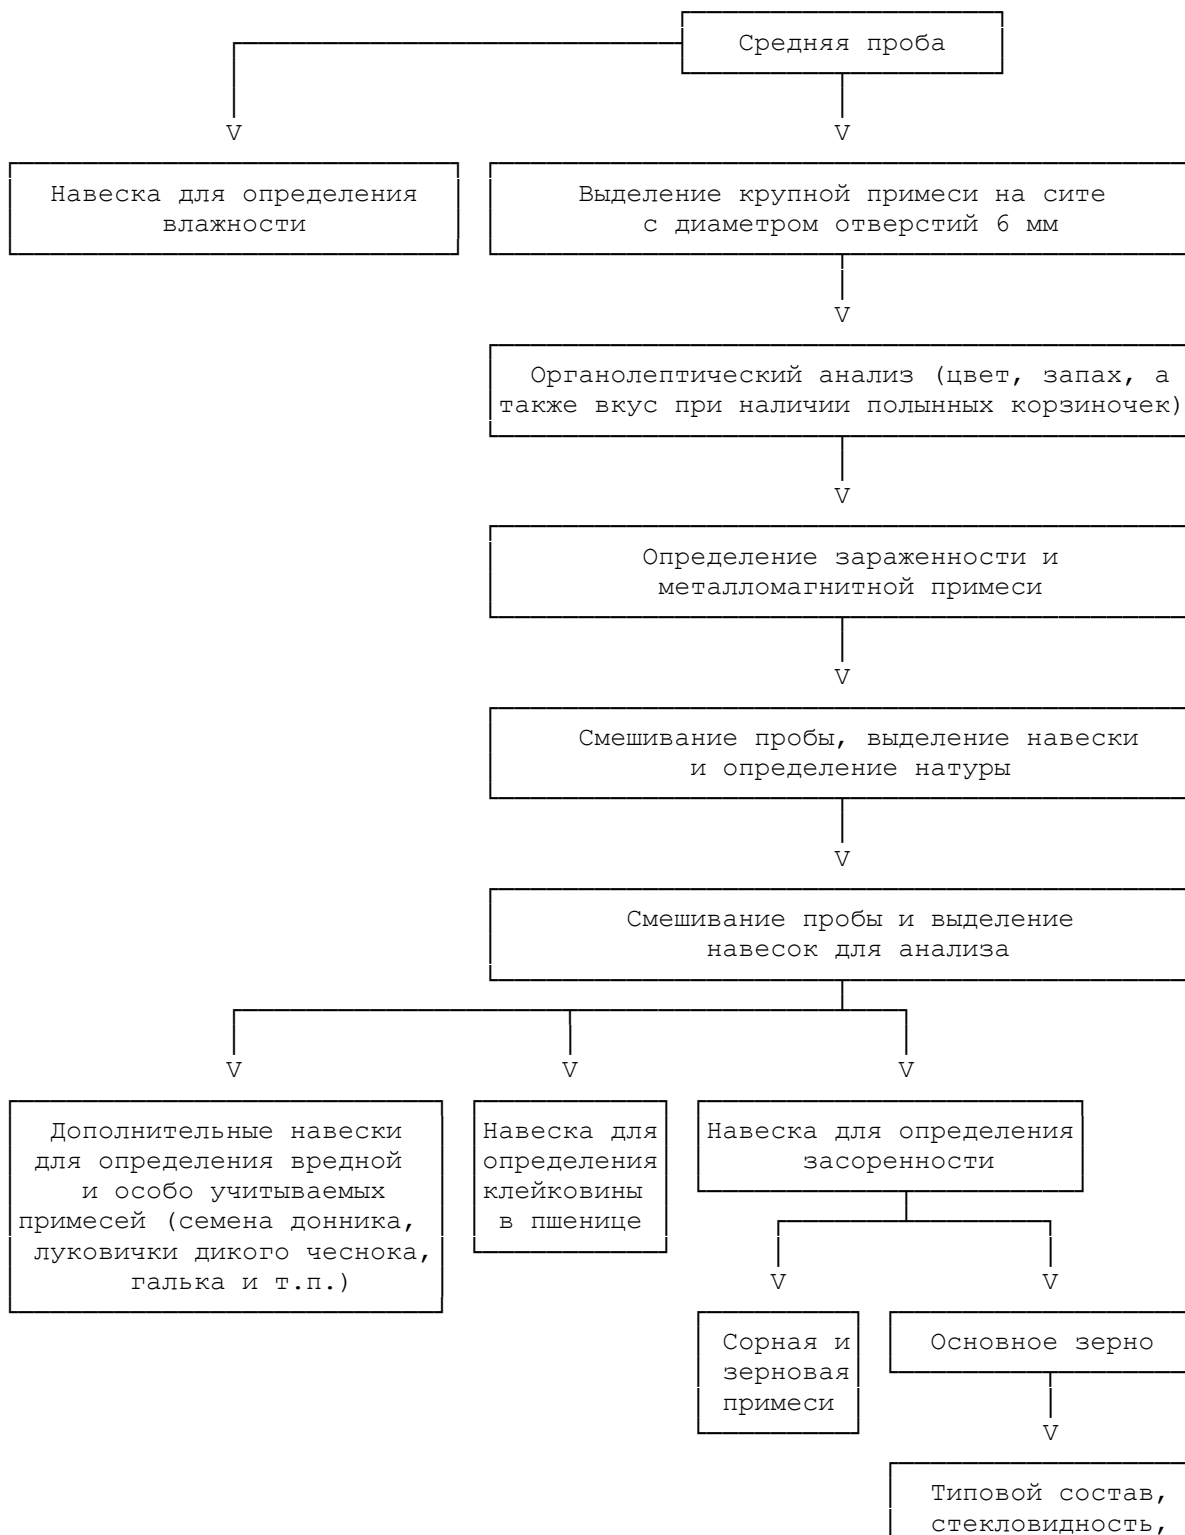 Средняя проба
V
V
Навеска для определения
влажности
Выделение крупной примеси на сите
с диаметром отверстий 6 мм
V
Органолептический анализ (цвет, запах, а
также вкус при наличии полынных корзиночек)
V
Определение зараженности и
металломагнитной примеси
V
Смешивание пробы, выделение навески
и определение натуры
V
Смешивание пробы и выделение
навесок для анализа
V
V
V
Дополнительные навески
для определения вредной
и особо учитываемых
примесей (семена донника,
луковички дикого чеснока,
галька и т.п.)
Навеска для
определения
клейковины
в пшенице
Навеска для определения
засоренности
V
V
Сорная и
зерновая
примеси
Основное зерно
V
Типовой состав,
стекловидность,